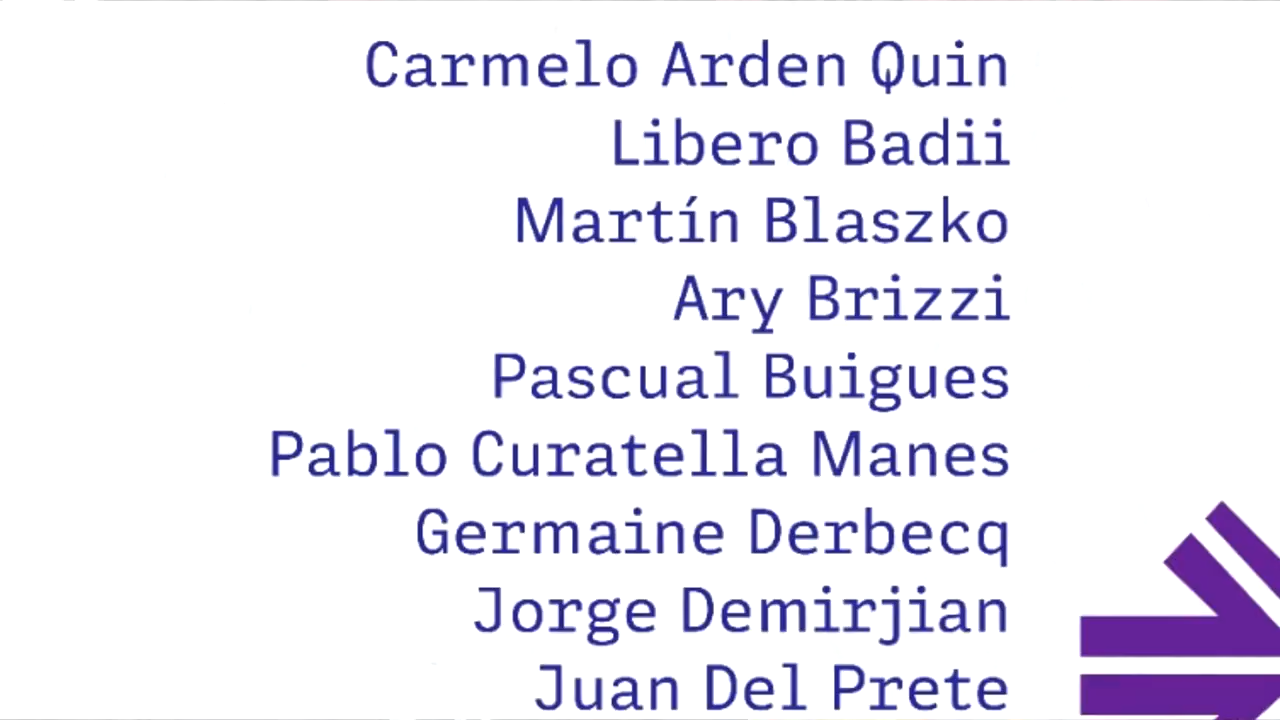 Carmelo Arden Quin
Libero Badii
Martín Blaszko
Ary Brizzi
Pascual Buigues
Pablo Curatella Manes
Germaine Derbecq
Jorge Demirjian
Juan Del Prete